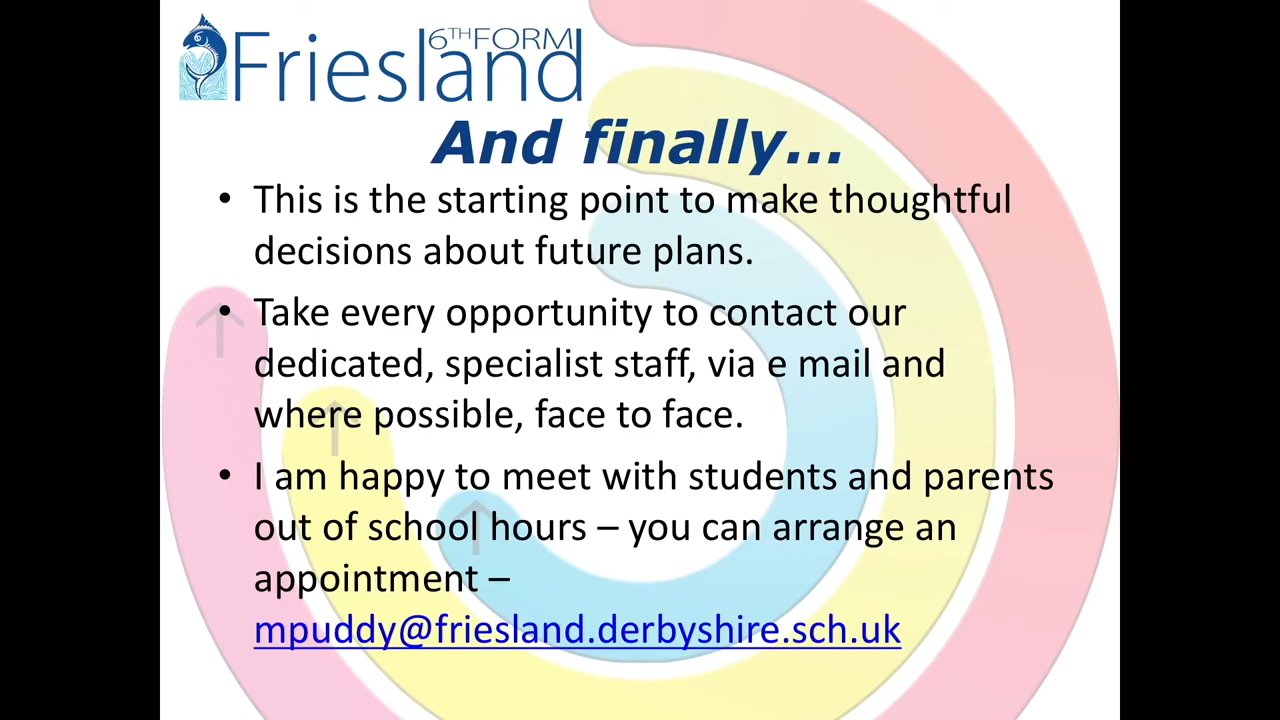 6THFORM
Friesland
And finally...
• This is the starting point to make thoughtful
decisions about future plans.
• Take every opportunity to contact our
dedicated, specialist staff, via e mail and
where possible, face to face.
• I am happy to meet with students and parents
out of school hours – you can arrange an
appointment –
mpuddy@friesland.derbyshire.sch.uk